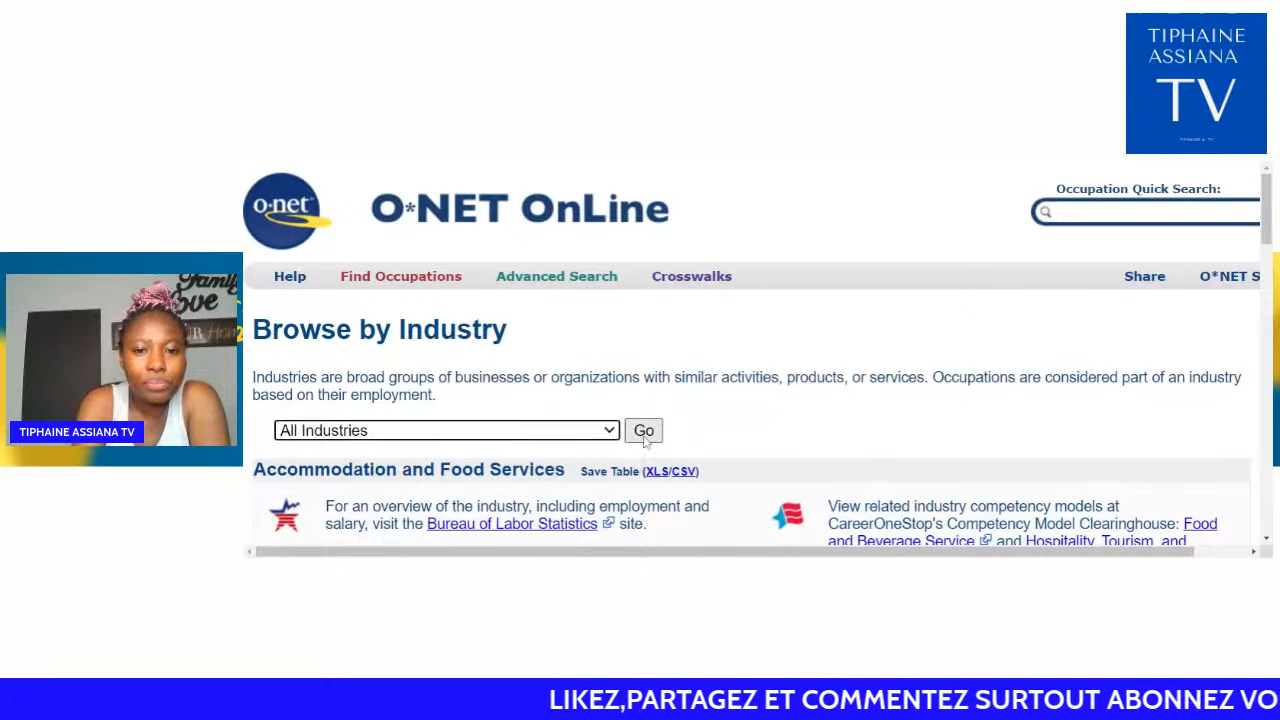 TIPHAINE
ASSIANA
TV
TIPHAINE A. TV
o·net
O*NET OnLine
Occupation Quick Search:
Help
Find Occupations
Advanced Search
Crosswalks
Share
O*NET S
Browse by Industry
Industries are broad groups of businesses or organizations with similar activities, products, or services. Occupations are considered part of an industry
based on their employment.
All Industries
Go
Accommodation and Food Services
Save Table (XLS/CSV)
For an overview of the industry, including employment and
salary, visit the Bureau of Labor Statistics site.
View related industry competency models at
CareerOneStop's Competency Model Clearinghouse: Food
and Beverage Service and Hospitality, Tourism, and
Family
Love
TIPHAINE ASSIANA TV
LIKEZ,PARTAGEZ ET COMMENTEZ SURTOUT ABONNEZ VO